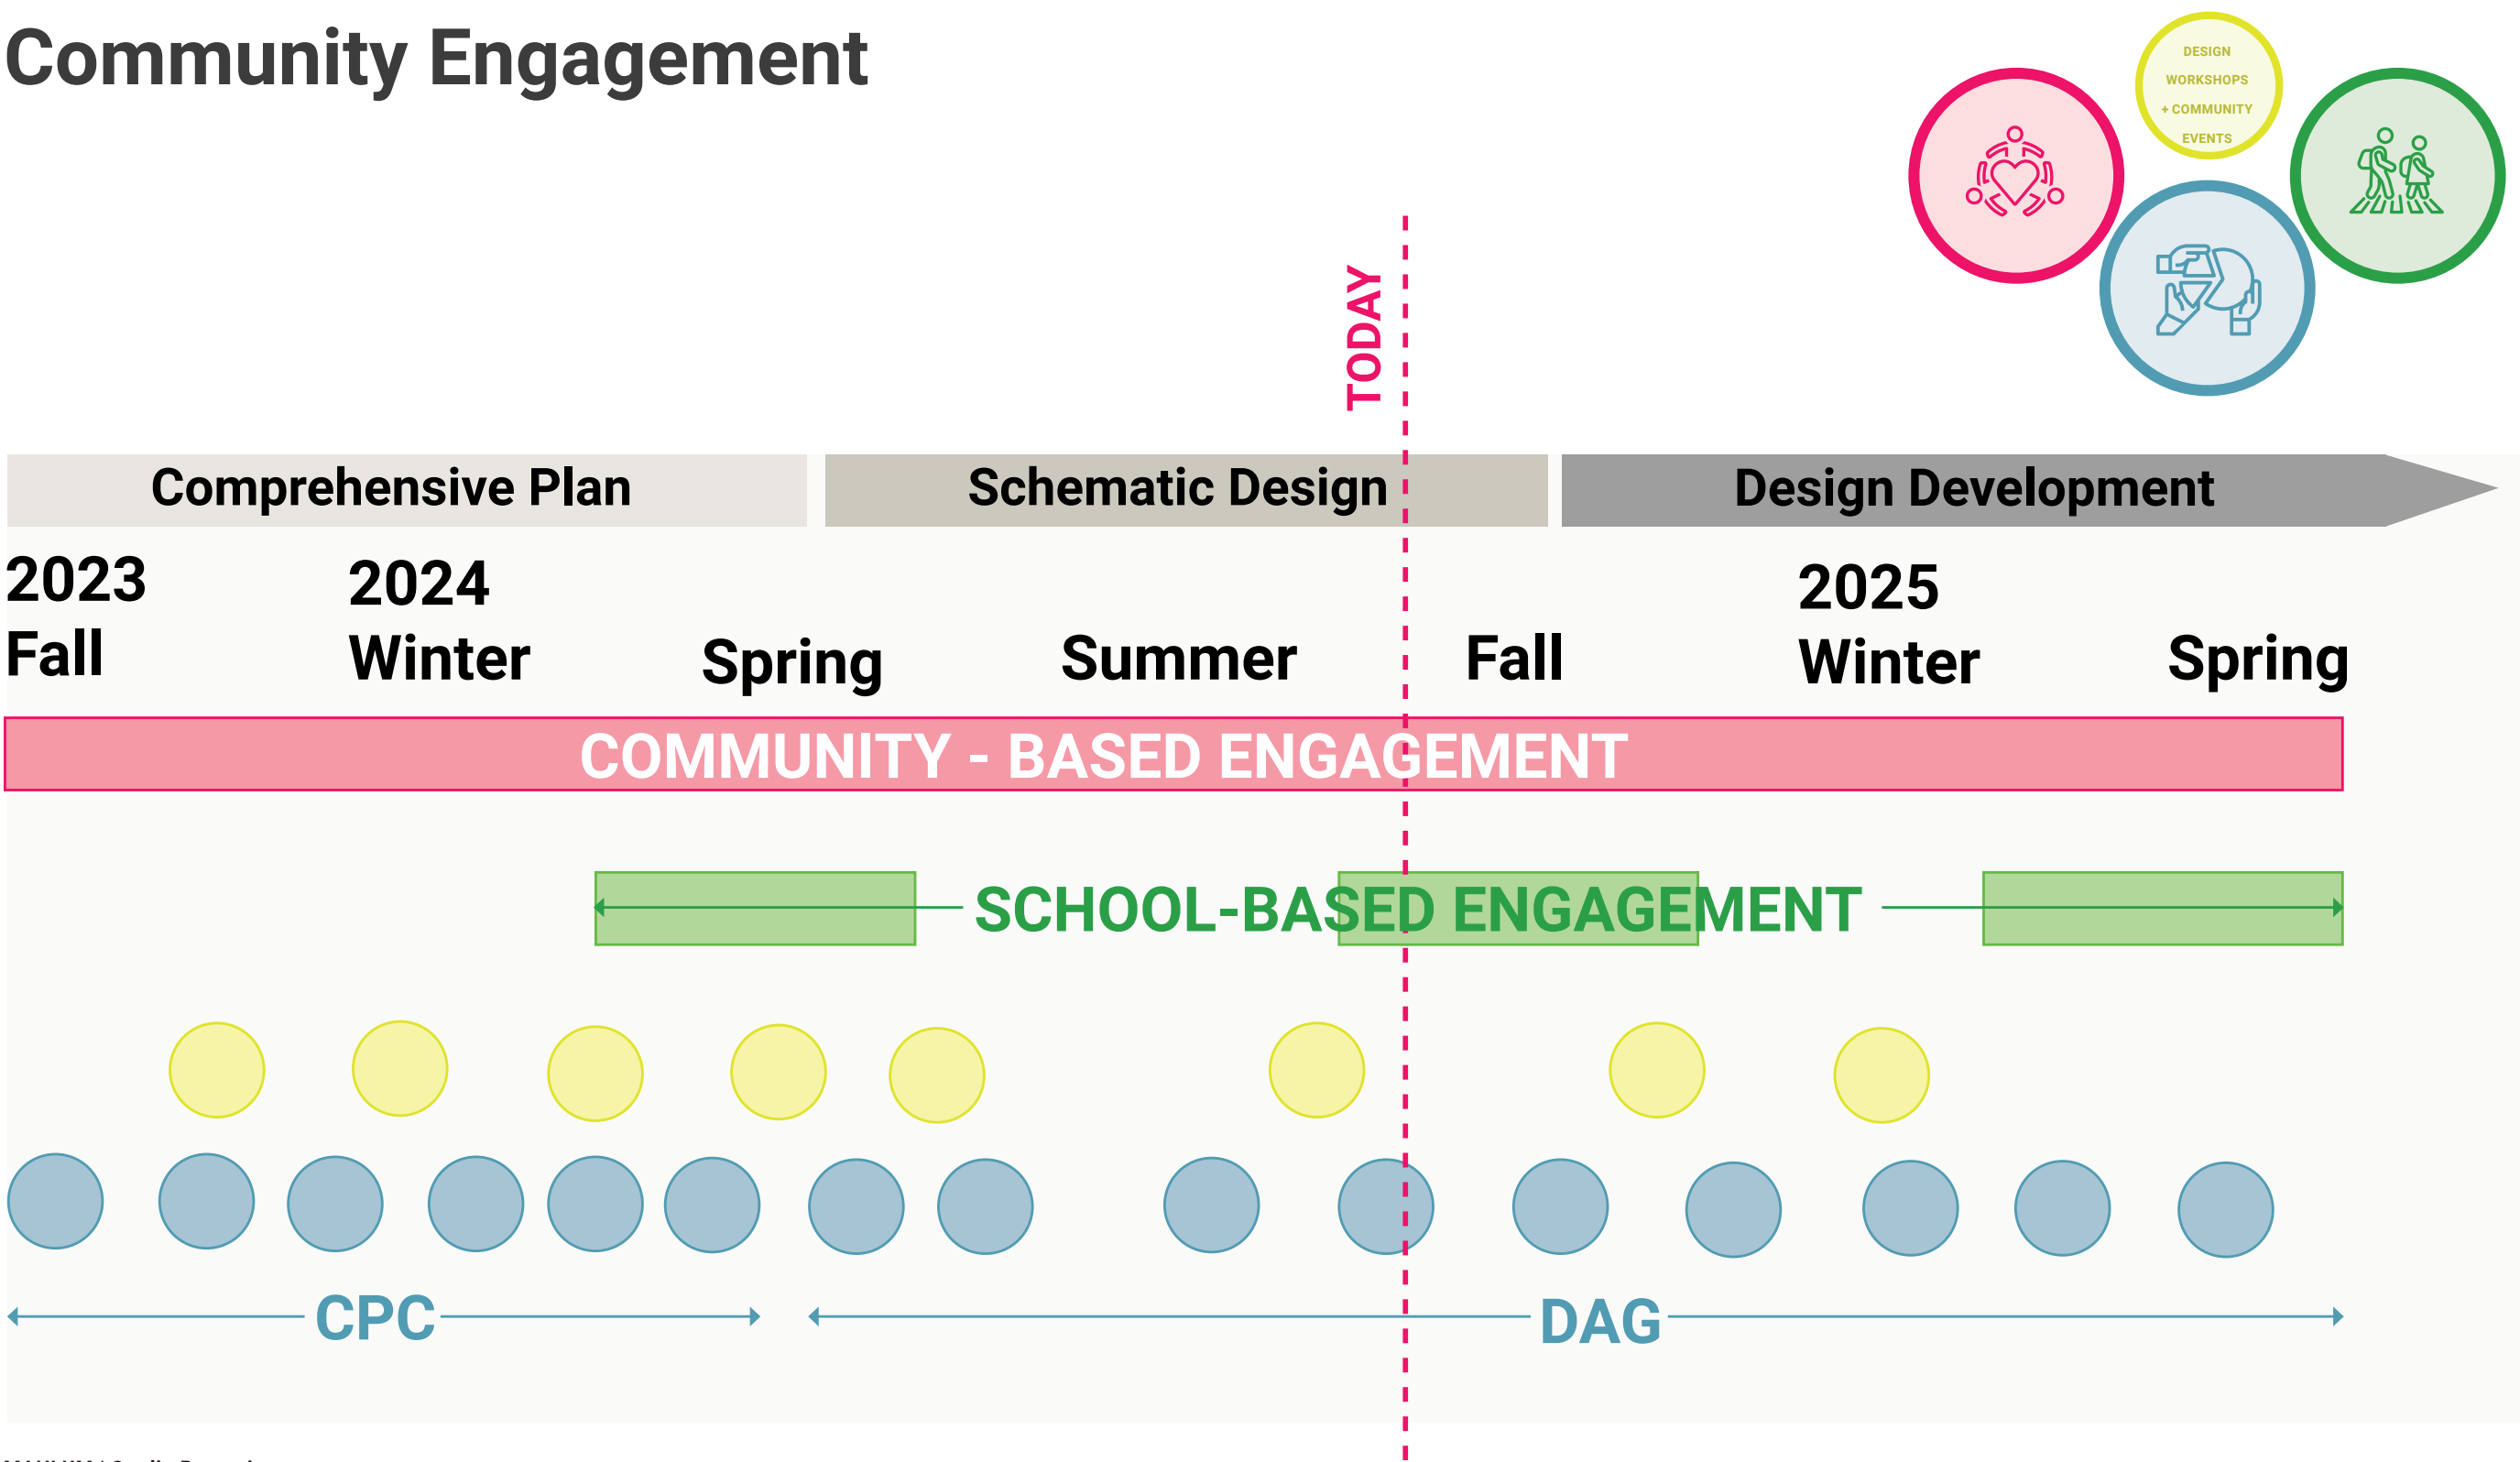 Community Engagement
DESIGN
WORKSHOPS
+ COMMUNITY
EVENTS
TODAY
Comprehensive Plan
Schematic Design
Design Development
2023
Fall
2024
Winter
Spring
Summer
Fall
2025
Winter
Spring
COMMUNITY - BASED ENGAGEMENT
SCHOOL-BASED ENGAGEMENT
CPC
DAG